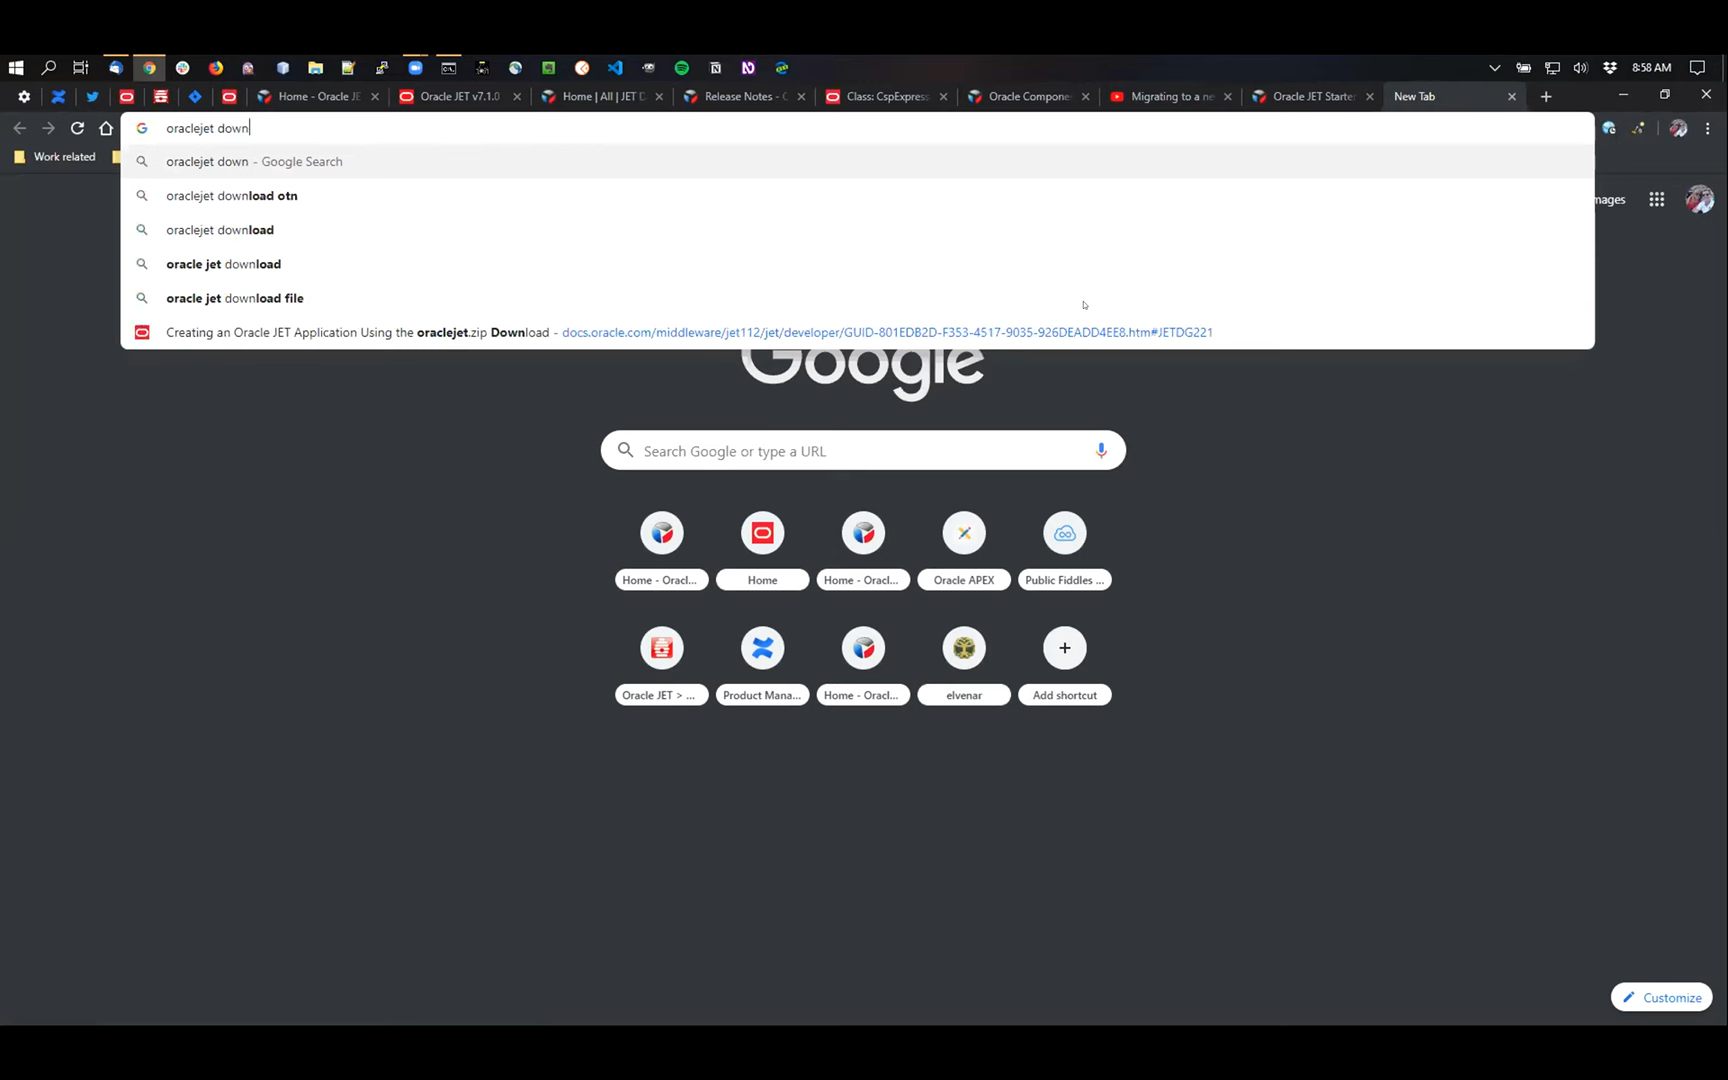 8:58 AM
Home - Oracle JE
Oracle JET v7.1.0
Home | All | JET D
Release Notes - O
Class: CspExpress
Oracle Compone
Migrating to a ne
Oracle JET Starter
New Tab
oraclejet down
Work related
oraclejet down - Google Search
oraclejet download otn
mages
oraclejet download
oracle jet download
oracle jet download file
Creating an Oracle JET Application Using the oraclejet.zip Download - docs.oracle.com/middleware/jet112/jet/developer/GUID-801EDB2D-F353-4517-9035-926DEADD4EE8.htm#JETDG221
Google
Search Google or type a URL
Home - Oracl...
Home
Home - Oracl...
Oracle APEX
Public Fiddles ...
Oracle JET > ...
Product Mana...
Home - Oracl...
elvenar
Add shortcut
Customize